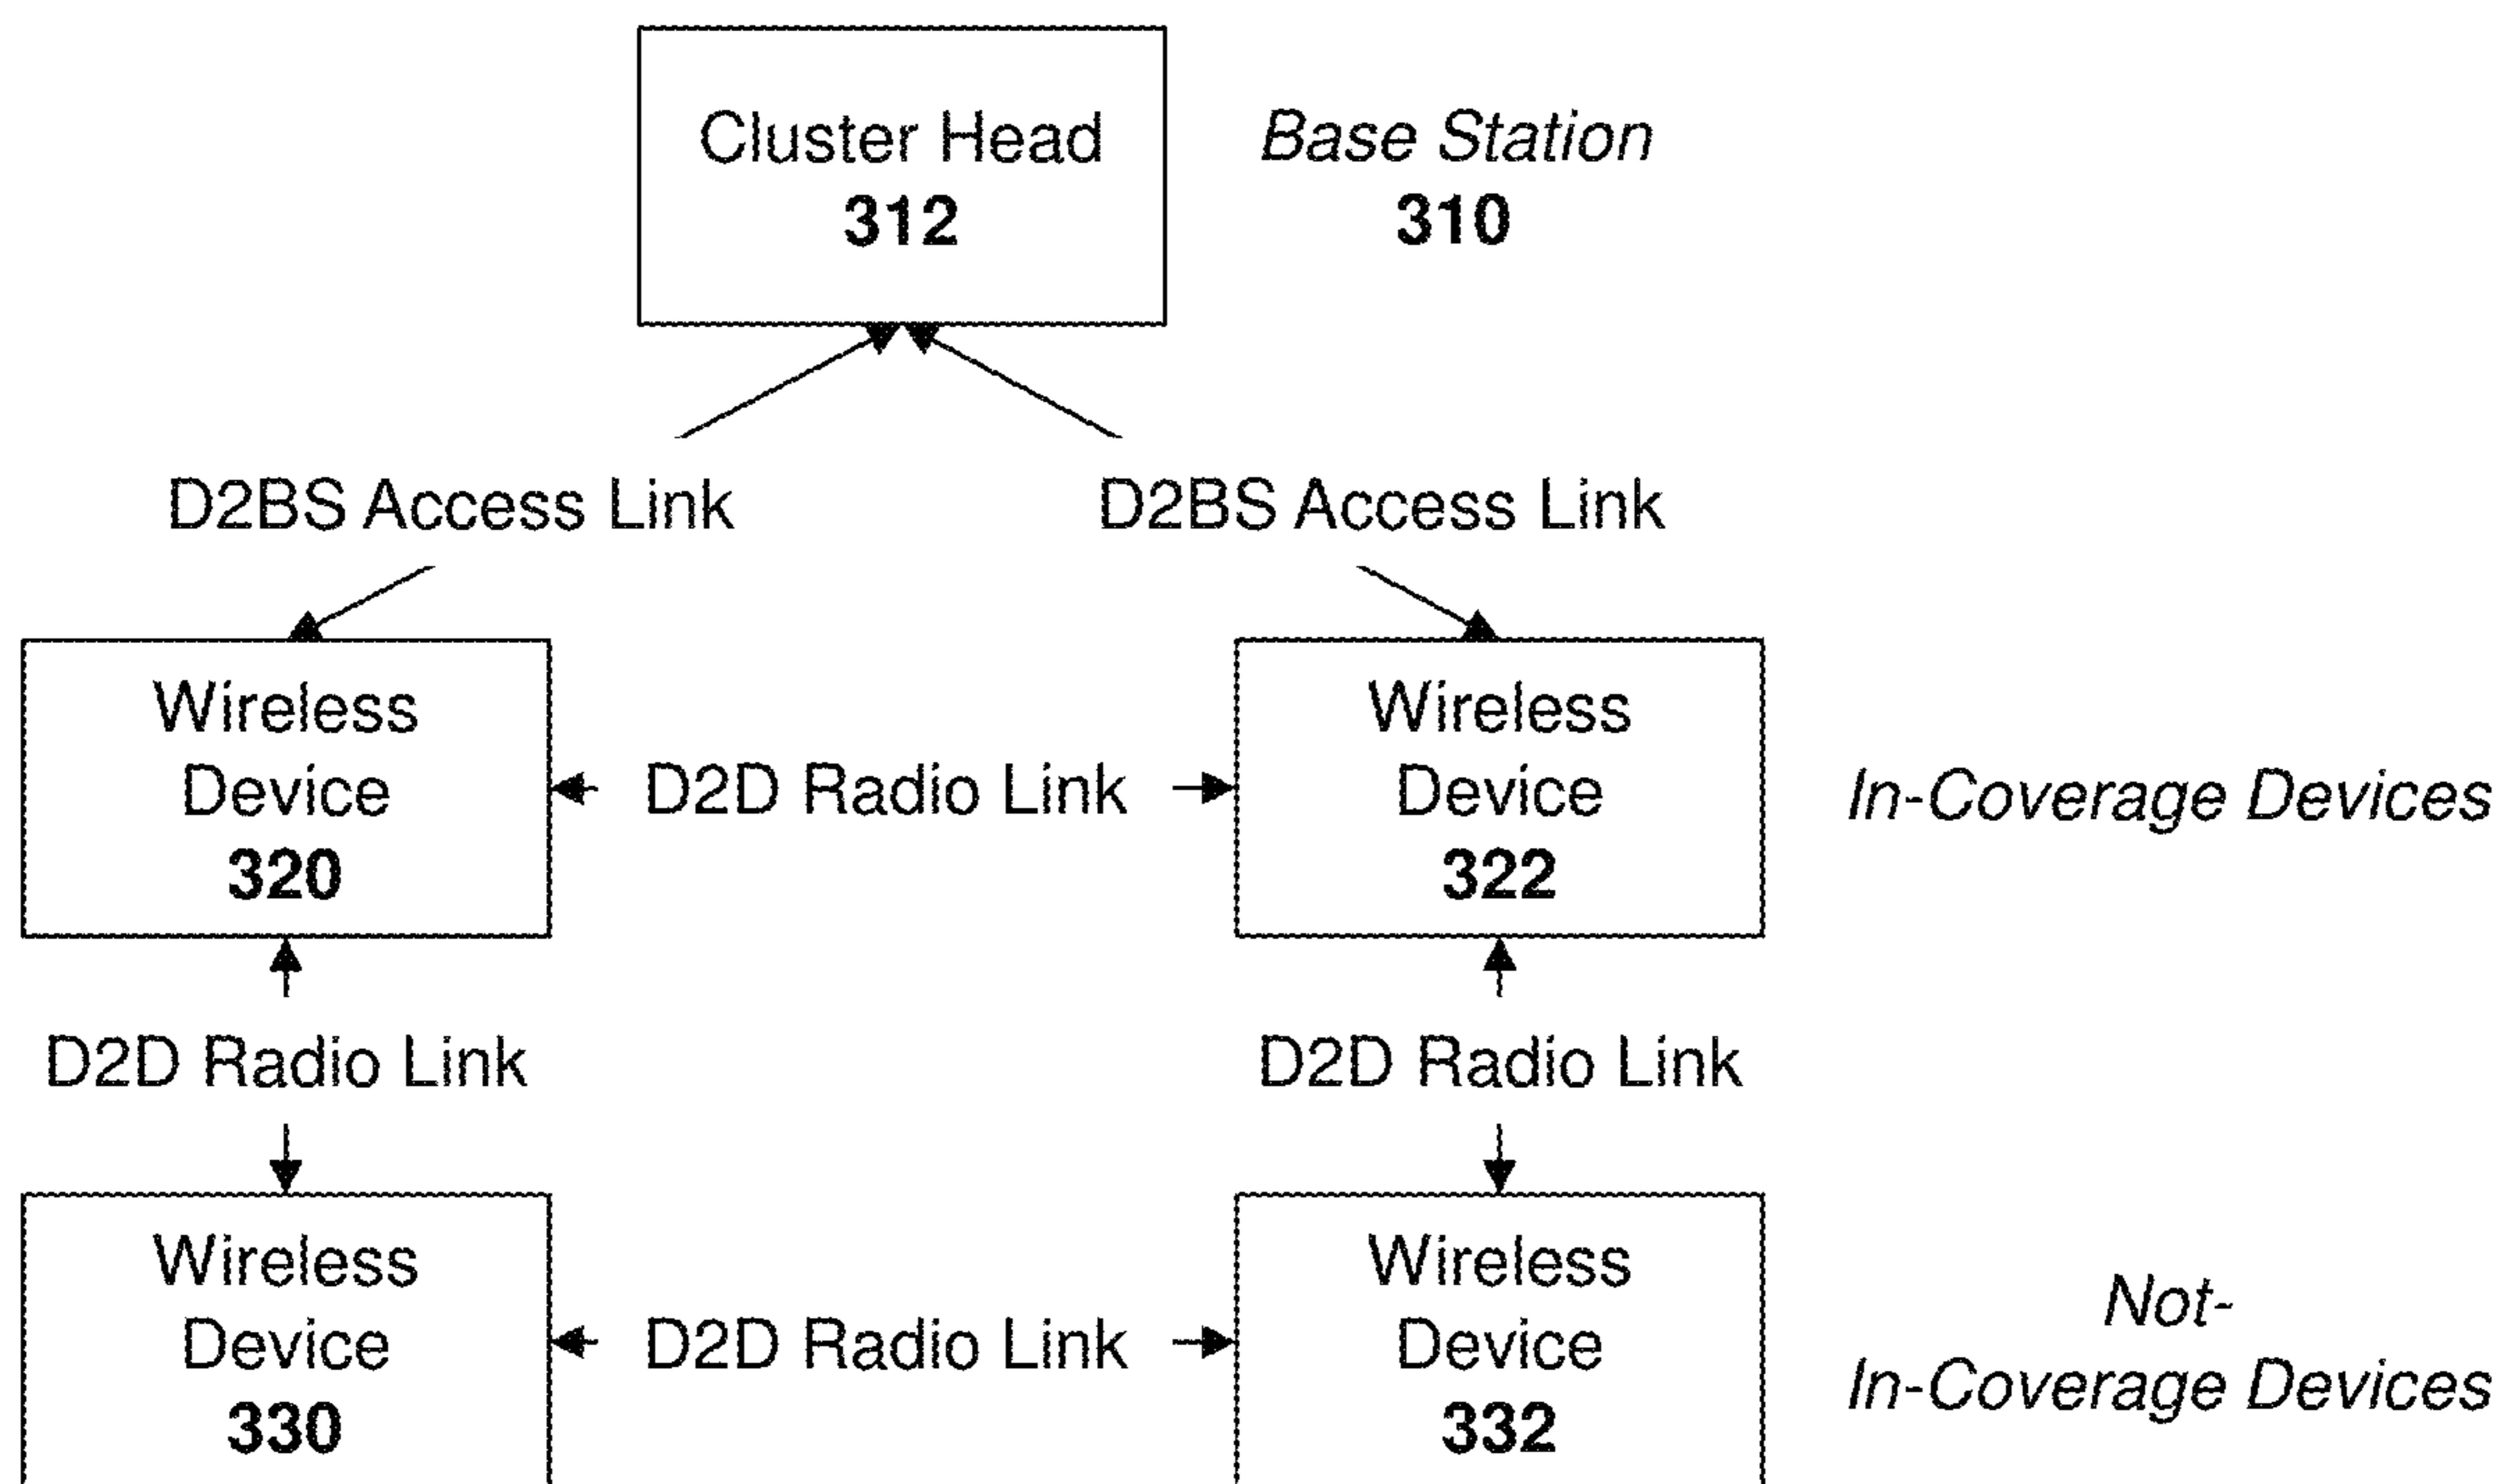 Cluster Head
312
Base Station
310
D2BS Access Link
D2BS Access Link
Wireless
Device
320
D2D Radio Link
Wireless
Device
322
In-Coverage Devices
D2D Radio Link
D2D Radio Link
Wireless
Device
330
D2D Radio Link
Wireless
Device
332
Not-
In-Coverage Devices